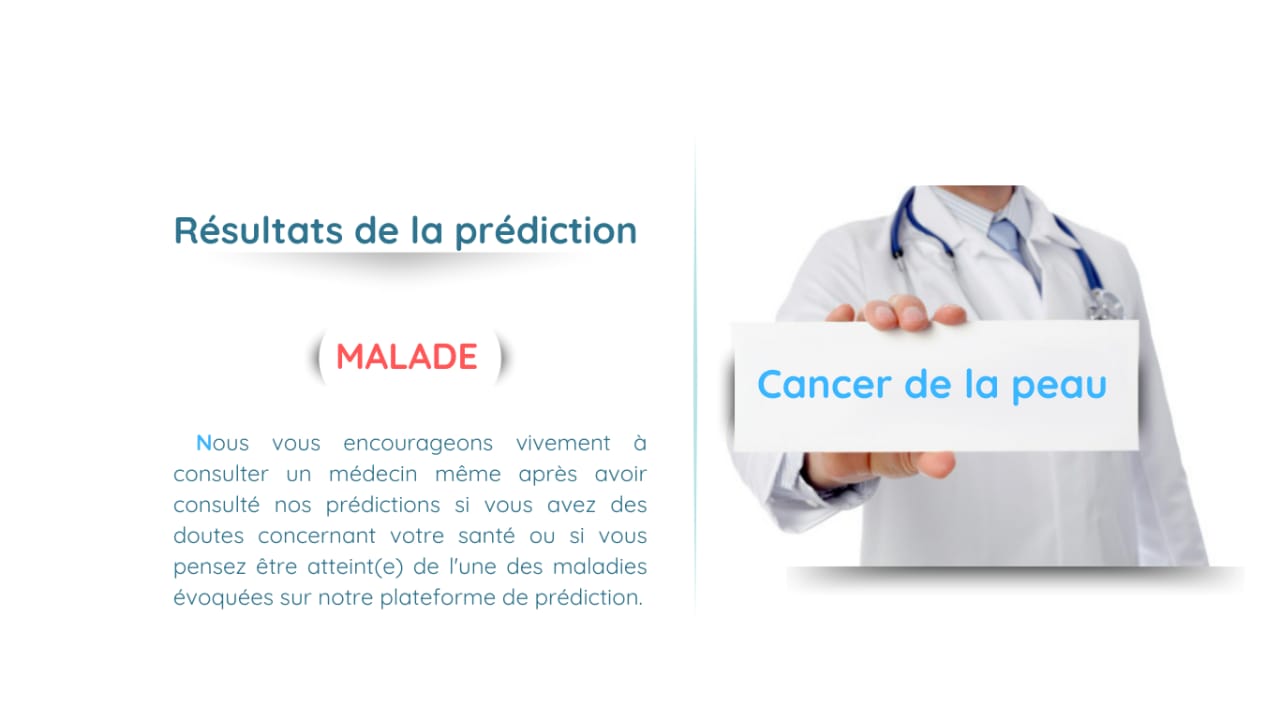 Résultats de la prédiction
MALADE
Nous vous encourageons vivement à
consulter un médecin même après avoir
consulté nos prédictions si vous avez des
doutes concernant votre santé ou si vous
pensez être atteint(e) de l'une des maladies
évoquées sur notre plateforme de prédiction.
Cancer de la peau